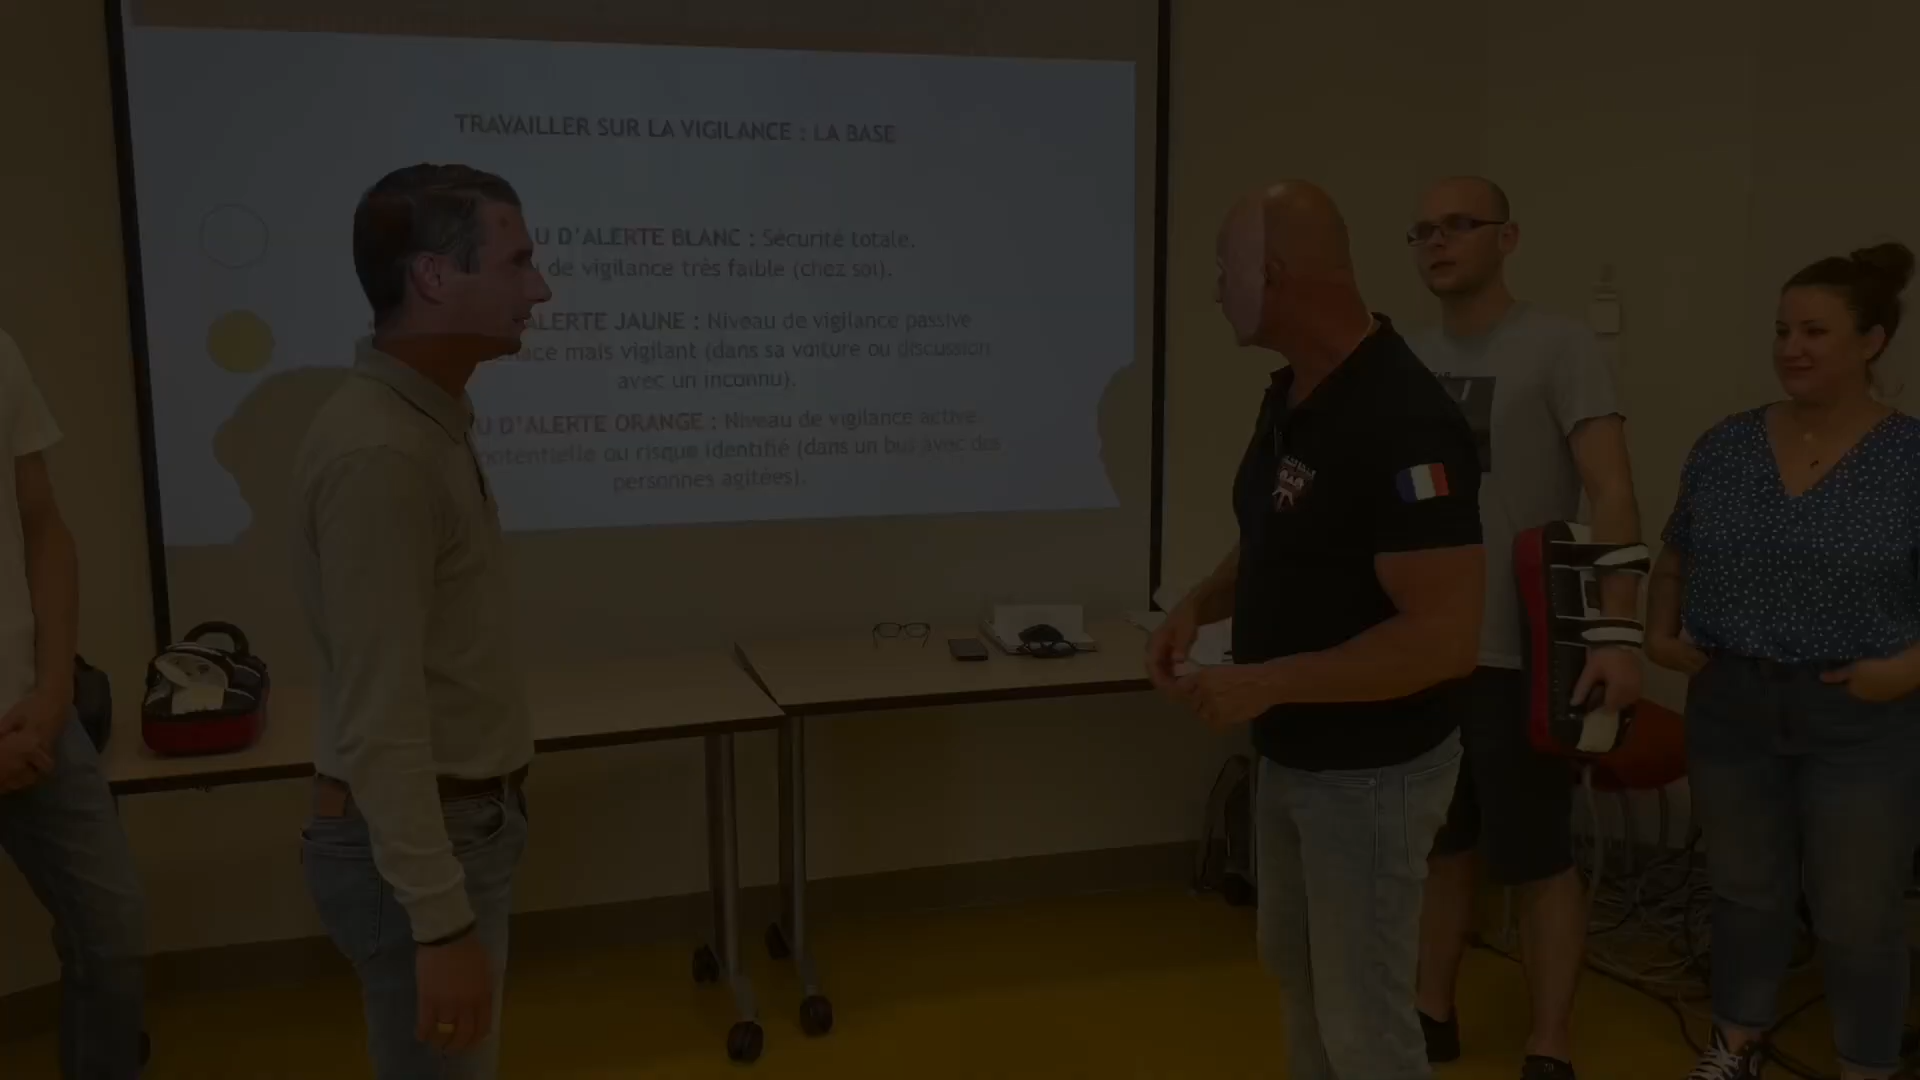 TRAVAILLER SUR LA VIGILANCE : LA BASE
U D'ALERTE BLANC : Sécurité totale.
de vigilance très faible (chez soi).
ALERTE JAUNE : Niveau de vigilance passive
mais vigilant (dans sa voiture ou discussion
avec un inconnu).
U D'ALERTE ORANGE : Niveau de vigilance active.
potentielle ou risque identifié (dans un bus avec des
personnes agitées).